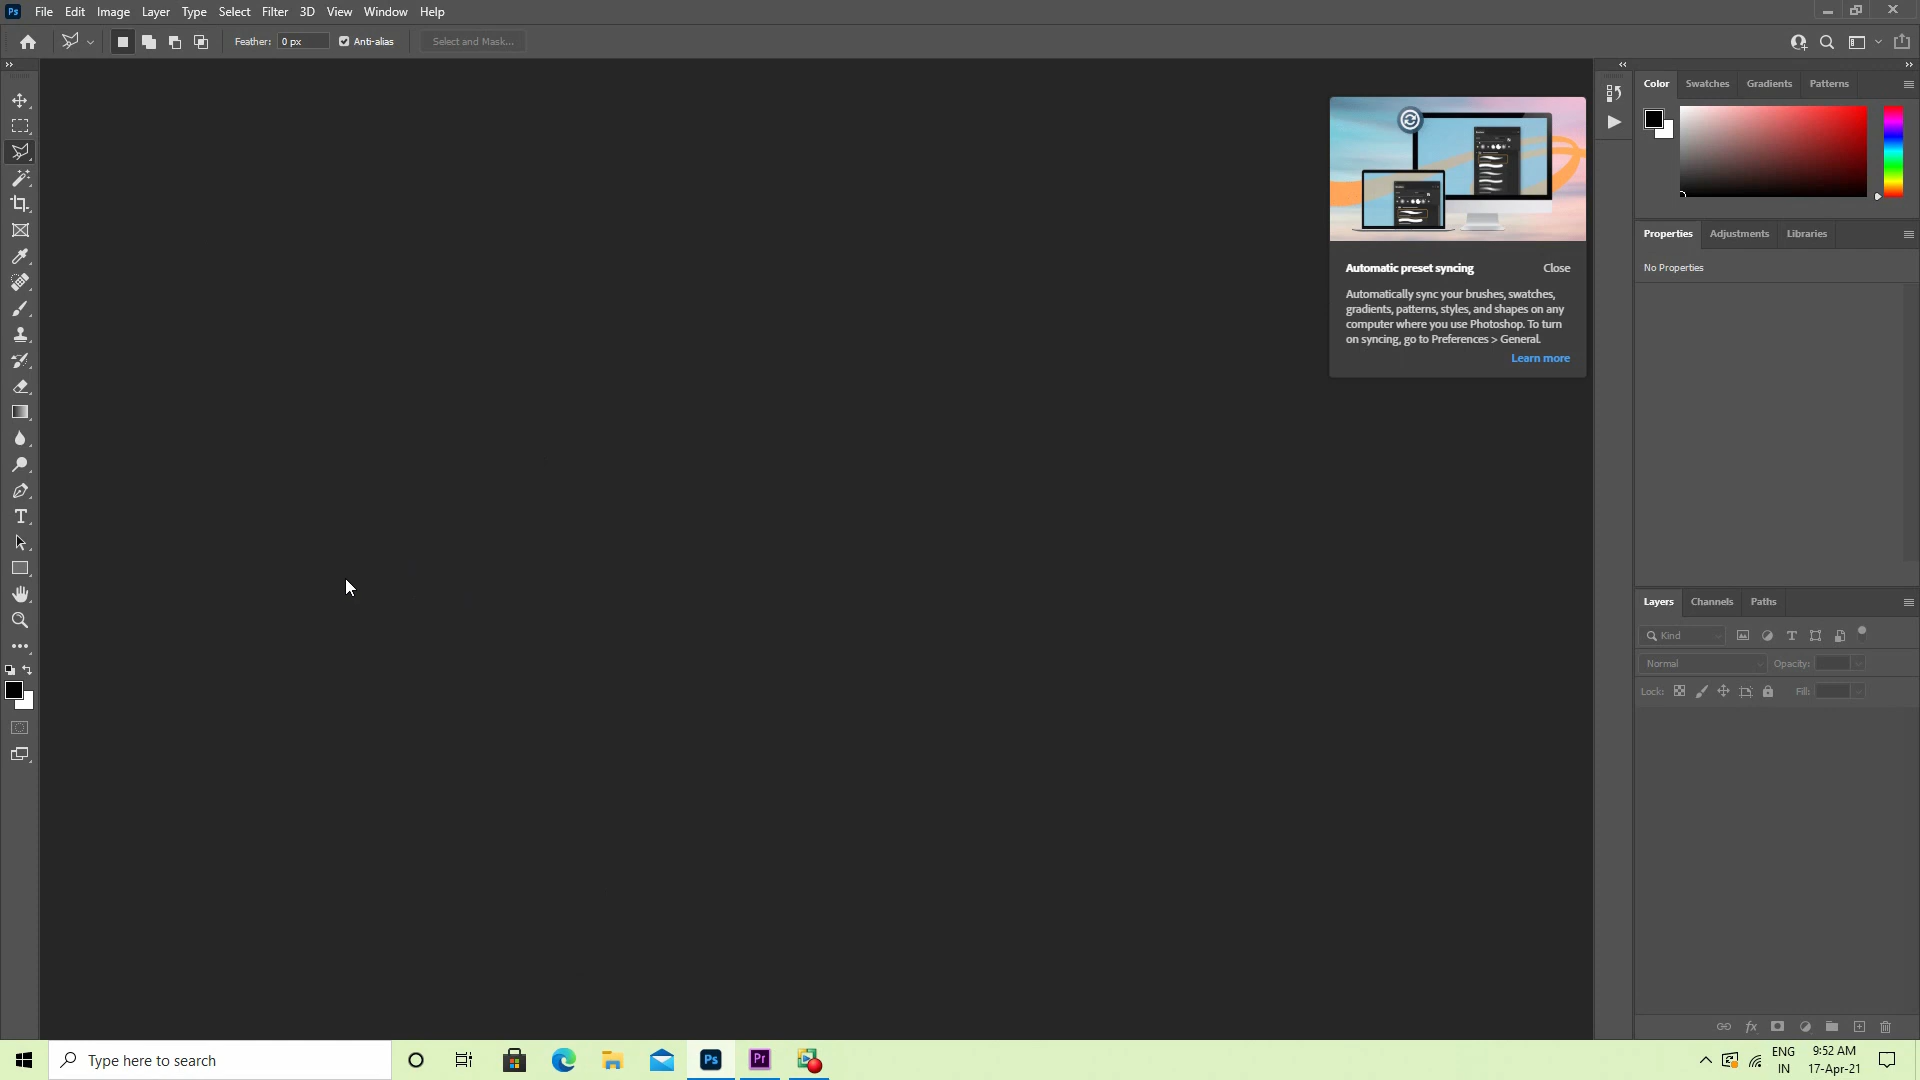 Ps File Edit Image Layer Type Select Filter 3D View Window Help
Feather: 0 px Anti-alias Select and Mask...
Color Swatches Gradients Patterns
Automatic preset syncing Close
Automatically sync your brushes, swatches,
gradients, patterns, styles, and shapes on any
computer where you use Photoshop. To turn
on syncing, go to Preferences > General.
Learn more
Properties Adjustments Libraries
No Properties
Layers Channels Paths
Kind
Normal Opacity:
Lock: Fill:
fx
Type here to search
Ps
Pr
ENG
IN
9:52 AM
17-Apr-21